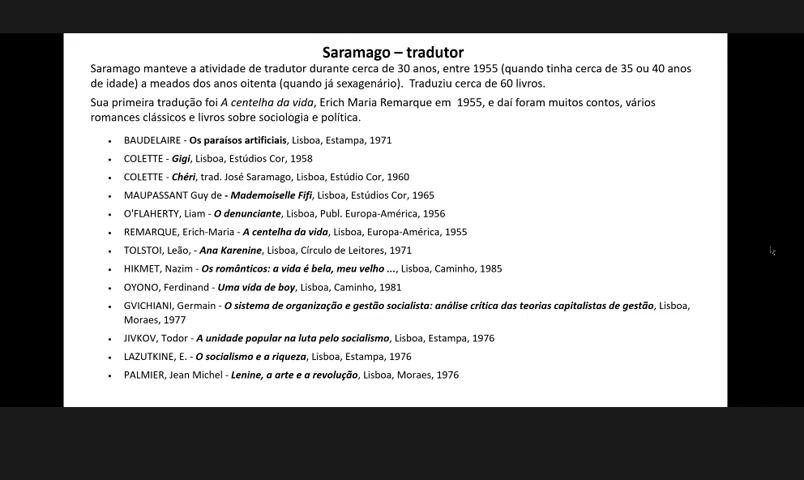 Saramago – tradutor
Saramago manteve a atividade de tradutor durante cerca de 30 anos, entre 1955 (quando tinha cerca de 35 ou 40 anos
de idade) a meados dos anos oitenta (quando já sexagenário). Traduziu cerca de 60 livros.
Sua primeira tradução foi A centelha da vida, Erich Maria Remarque em 1955, e daí foram muitos contos, vários
romances clássicos e livros sobre sociologia e política.
• BAUDELAIRE - Os paraísos artificiais, Lisboa, Estampa, 1971
• COLETTE - Gigi, Lisboa, Estúdios Cor, 1958
• COLETTE - Chéri, trad. José Saramago, Lisboa, Estúdio Cor, 1960
• MAUPASSANT Guy de - Mademoiselle Fifi, Lisboa, Estúdios Cor, 1965
• O'FLAHERTY, Liam - O denunciante, Lisboa, Publ. Europa-América, 1956
• REMARQUE, Erich-Maria - A centelha da vida, Lisboa, Europa-América, 1955
• TOLSTOI, Leão, - Ana Karenine, Lisboa, Círculo de Leitores, 1971
• HIKMET, Nazim - Os românticos: a vida é bela, meu velho ..., Lisboa, Caminho, 1985
• OYONO, Ferdinand - Uma vida de boy, Lisboa, Caminho, 1981
• GVICHIANI, Germain - O sistema de organização e gestão socialista: análise crítica das teorias capitalistas de gestão, Lisboa,
Moraes, 1977
• JIVKOV, Todor - A unidade popular na luta pelo socialismo, Lisboa, Estampa, 1976
• LAZUTKINE, E. - O socialismo e a riqueza, Lisboa, Estampa, 1976
• PALMIER, Jean Michel - Lenine, a arte e a revolução, Lisboa, Moraes, 1976